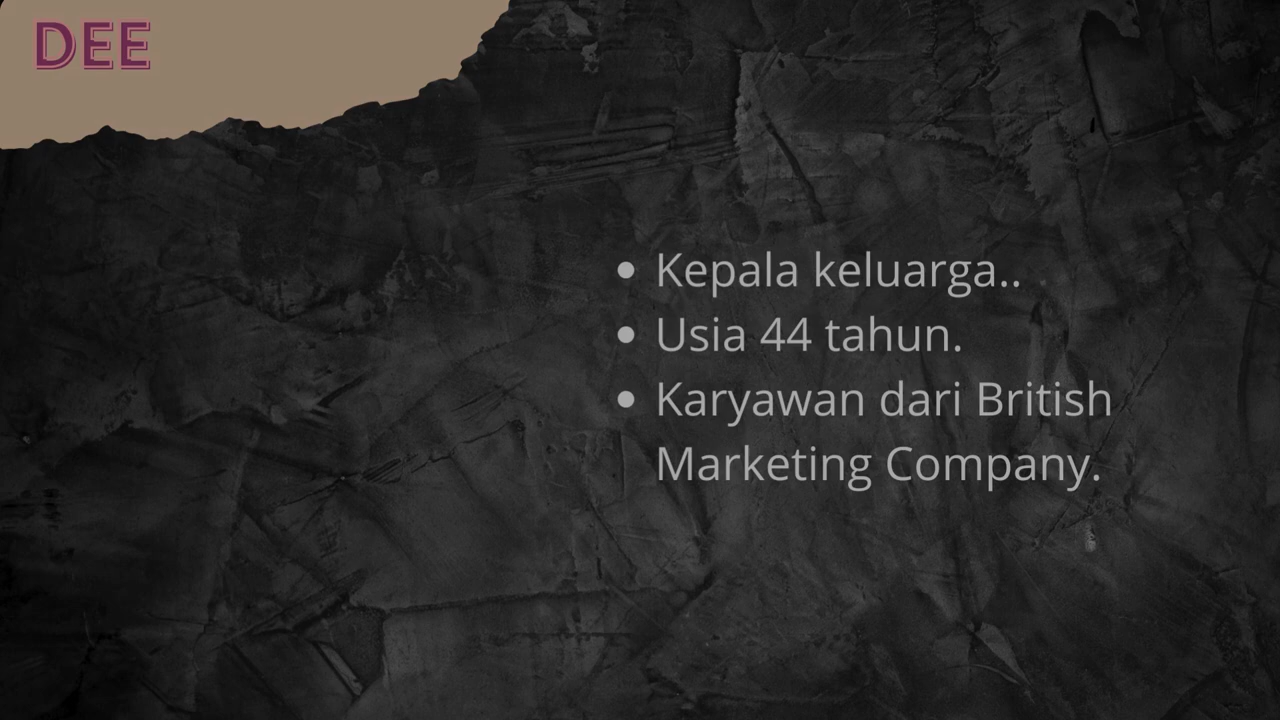 DEE
• Kepala keluarga..
• Usia 44 tahun.
• Karyawan dari British
Marketing Company.